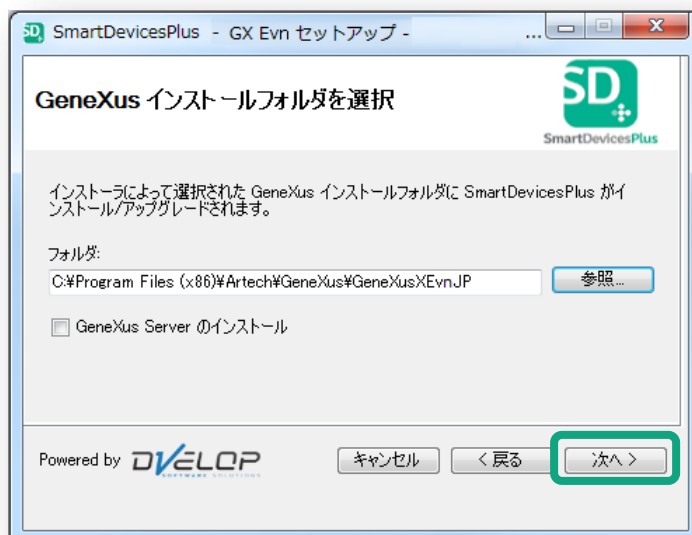 SmartDevicesPlus - GX Evn セットアップ - ...
SD
GeneXus インストールフォルダを選択
SmartDevicesPlus
インストーラによって選択された GeneXus インストールフォルダに SmartDevicesPlus がイ
ンストール/アップグレードされます。
フォルダ:
C:¥Program Files (x86)¥Artech¥GeneXus¥GeneXusXEvnJP
参照...
GeneXus Server のインストール
Powered by DVELOP
SOFTWARE SOLUTIONS
キャンセル
< 戻る
次へ >